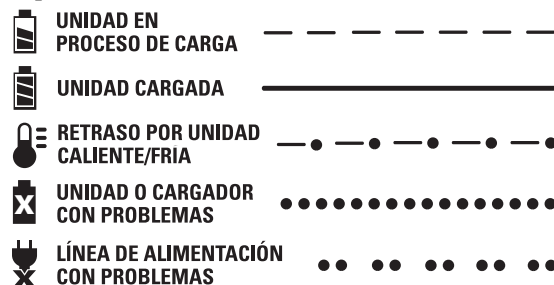 UNIDAD EN
PROCESO DE CARGA
UNIDAD CARGADA
RETRASO POR UNIDAD
CALIENTE/FRIA
UNIDAD O CARGADOR
CON PROBLEMAS
LÍNEA DE ALIMENTACIÓN
CON PROBLEMAS